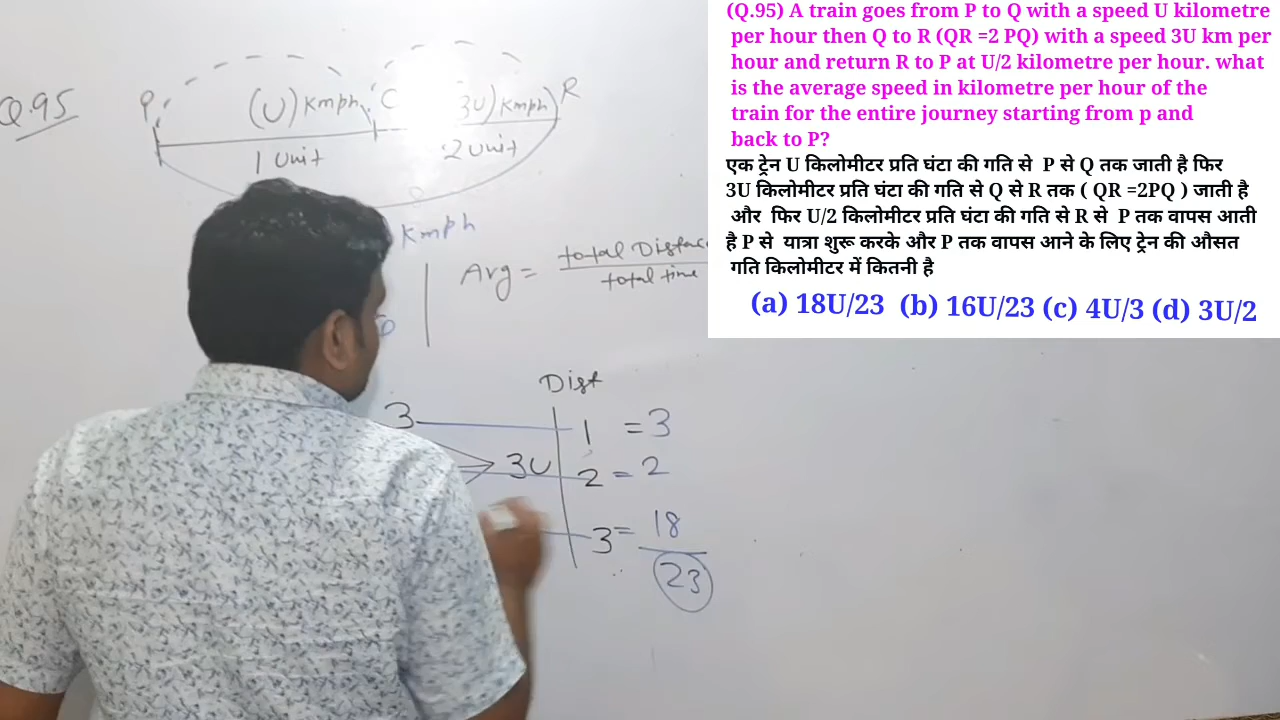 (Q.95) A train goes from P to Q with a speed U kilometre
per hour then Q to R (QR =2 PQ) with a speed 3U km per
hour and return R to P at U/2 kilometre per hour. what
is the average speed in kilometre per hour of the
train for the entire journey starting from p and
back to P?
एक ट्रेन U किलोमीटर प्रति घंटा की गति से P से Q तक जाती है फिर
3U किलोमीटर प्रति घंटा की गति से Q से R तक ( QR =2PQ ) जाती है
और फिर U/2 किलोमीटर प्रति घंटा की गति से R से P तक वापस आती
है P से यात्रा शुरू करके और P तक वापस आने के लिए ट्रेन की औसत
गति किलोमीटर में कितनी है
(a) 18U/23 (b) 16U/23 (c) 4U/3 (d) 3U/2
Q.95
P (U) Kmph 3U) Kmph R
1 Unit 2 Unit
Kmph
Avg = total
total time
Dist
3 1 = 3
3U 2 = 2
3 = 18
23